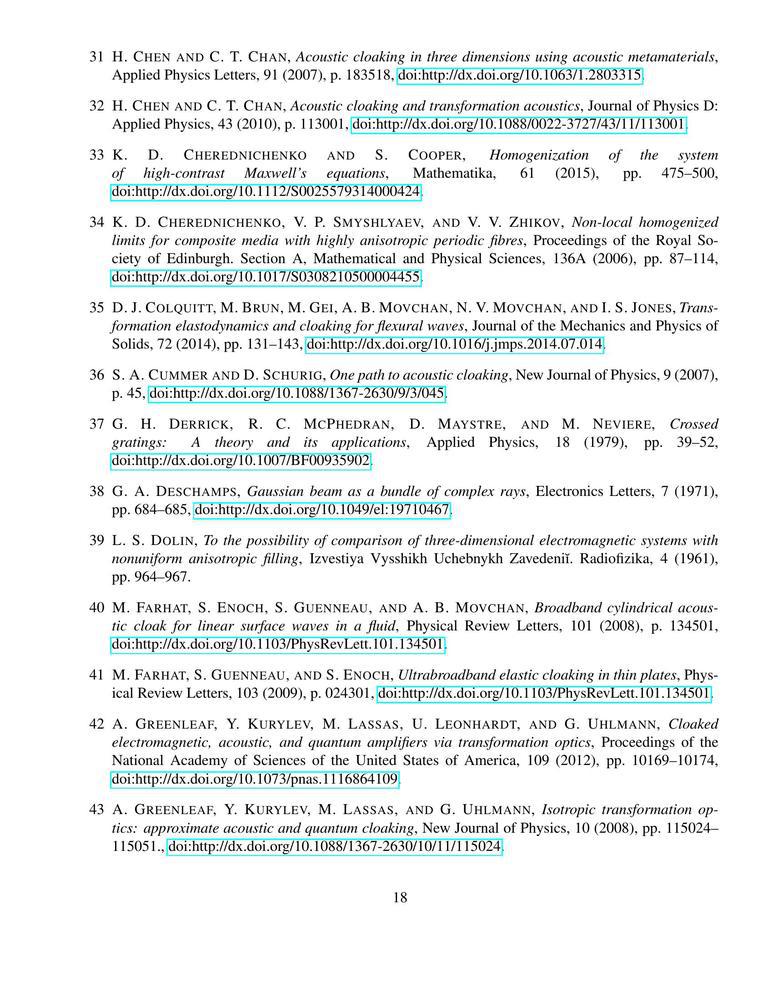 31 H. CHEN AND C. T. CHAN, Acoustic cloaking in three dimensions using acoustic metamaterials,
Applied Physics Letters, 91 (2007), p. 183518, doi:http://dx.doi.org/10.1063/1.2803315.
32 H. CHEN AND C. T. CHAN, Acoustic cloaking and transformation acoustics, Journal of Physics D:
Applied Physics, 43 (2010), p. 113001, doi:http://dx.doi.org/10.1088/0022-3727/43/11/113001.
33 K. D. CHEREDNICHENKO AND S. COOPER, Homogenization of the system
of high-contrast Maxwell's equations, Mathematika, 61 (2015), pp. 475–500,
doi:http://dx.doi.org/10.1112/S0025579314000424.
34 K. D. CHEREDNICHENKO, V. P. SMYSHLYAEV, AND V. V. ZHIKOV, Non-local homogenized
limits for composite media with highly anisotropic periodic fibres, Proceedings of the Royal So-
ciety of Edinburgh. Section A, Mathematical and Physical Sciences, 136A (2006), pp. 87–114,
doi:http://dx.doi.org/10.1017/S0308210500004455.
35 D. J. COLQUITT, M. BRUN, M. GEI, A. B. MOVCHAN, N. V. MOVCHAN, AND I. S. JONES, Trans-
formation elastodynamics and cloaking for flexural waves, Journal of the Mechanics and Physics of
Solids, 72 (2014), pp. 131–143, doi:http://dx.doi.org/10.1016/j.jmps.2014.07.014.
36 S. A. CUMMER AND D. SCHURIG, One path to acoustic cloaking, New Journal of Physics, 9 (2007),
p. 45, doi:http://dx.doi.org/10.1088/1367-2630/9/3/045.
37 G. H. DERRICK, R. C. MCPHEDRAN, D. MAYSTRE, AND M. NEVIERE, Crossed
gratings: A theory and its applications, Applied Physics, 18 (1979), pp. 39–52,
doi:http://dx.doi.org/10.1007/BF00935902.
38 G. A. DESCHAMPS, Gaussian beam as a bundle of complex rays, Electronics Letters, 7 (1971),
pp. 684–685, doi:http://dx.doi.org/10.1049/el:19710467.
39 L. S. DOLIN, To the possibility of comparison of three-dimensional electromagnetic systems with
nonuniform anisotropic filling, Izvestiya Vysshikh Uchebnykh Zavedeniĭ. Radiofizika, 4 (1961),
pp. 964–967.
40 M. FARHAT, S. ENOCH, S. GUENNEAU, AND A. B. MOVCHAN, Broadband cylindrical acous-
tic cloak for linear surface waves in a fluid, Physical Review Letters, 101 (2008), p. 134501,
doi:http://dx.doi.org/10.1103/PhysRevLett.101.134501.
41 M. FARHAT, S. GUENNEAU, AND S. ENOCH, Ultrabroadband elastic cloaking in thin plates, Phys-
ical Review Letters, 103 (2009), p. 024301, doi:http://dx.doi.org/10.1103/PhysRevLett.101.134501.
42 A. GREENLEAF, Y. KURYLEV, M. LASSAS, U. LEONHARDT, AND G. UHLMANN, Cloaked
electromagnetic, acoustic, and quantum amplifiers via transformation optics, Proceedings of the
National Academy of Sciences of the United States of America, 109 (2012), pp. 10169–10174,
doi:http://dx.doi.org/10.1073/pnas.1116864109.
43 A. GREENLEAF, Y. KURYLEV, M. LASSAS, AND G. UHLMANN, Isotropic transformation op-
tics: approximate acoustic and quantum cloaking, New Journal of Physics, 10 (2008), pp. 115024–
115051., doi:http://dx.doi.org/10.1088/1367-2630/10/11/115024.
18